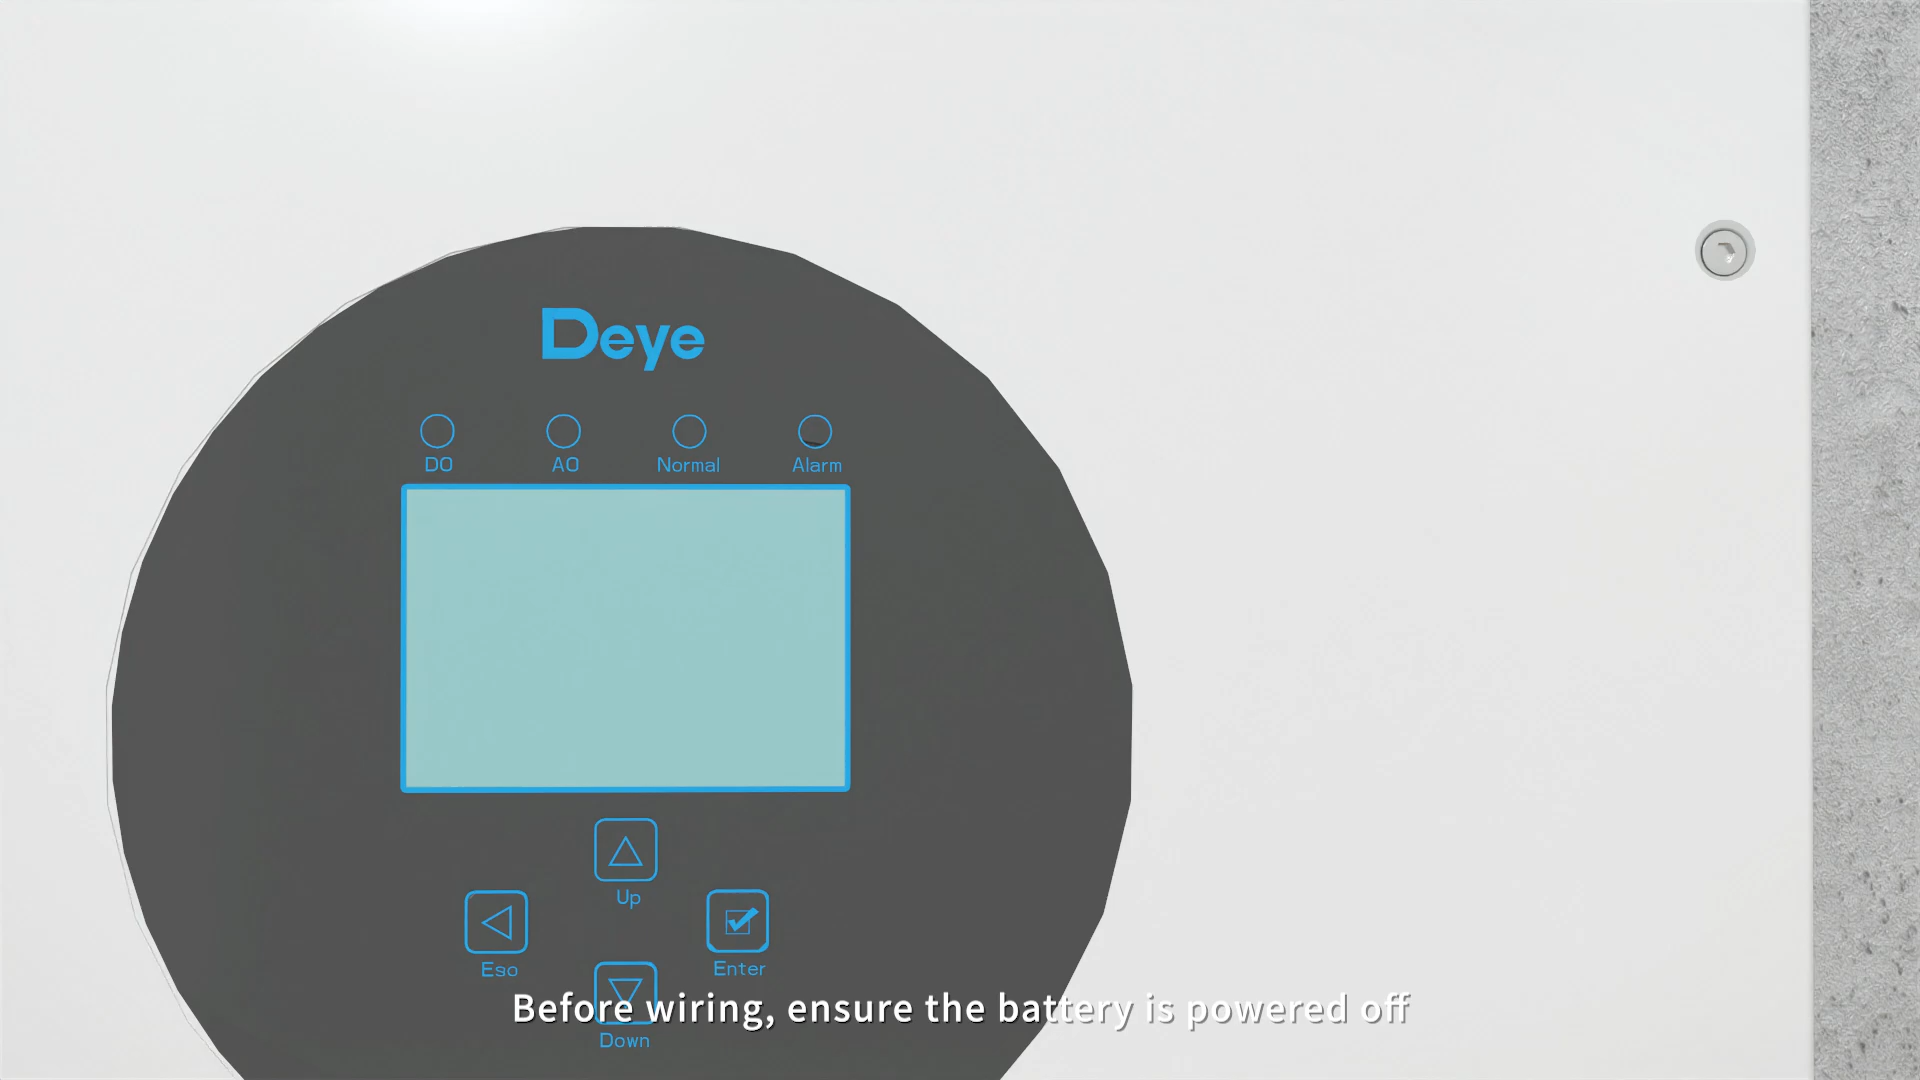 Deye
DO AO Normal Alarm
Up
Eso Enter
Before wiring, ensure the battery is powered off
Down